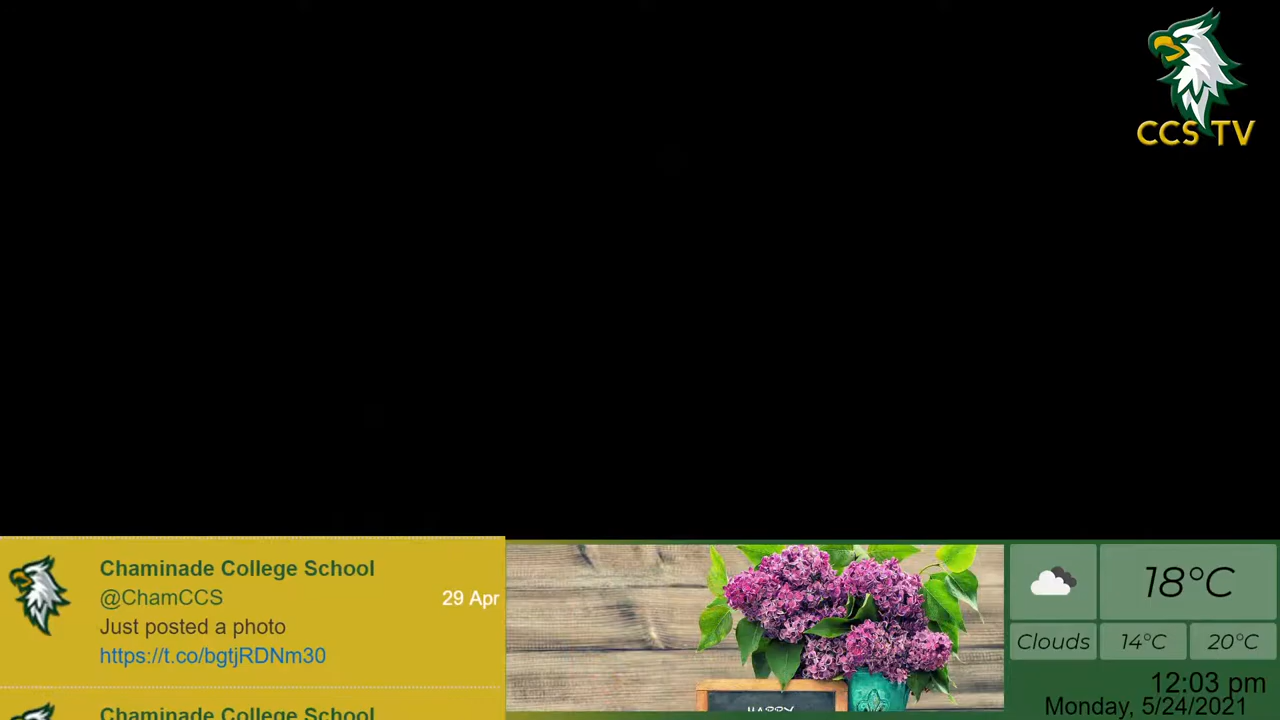 CCS TV
Chaminade College School
@ChamCCS
29 Apr
Just posted a photo
https://t.co/bgtjRDNm30
Chaminade College School
HAPPY
18°C
Clouds
14°C
20°C
12:03 pm
Monday, 5/24/2021